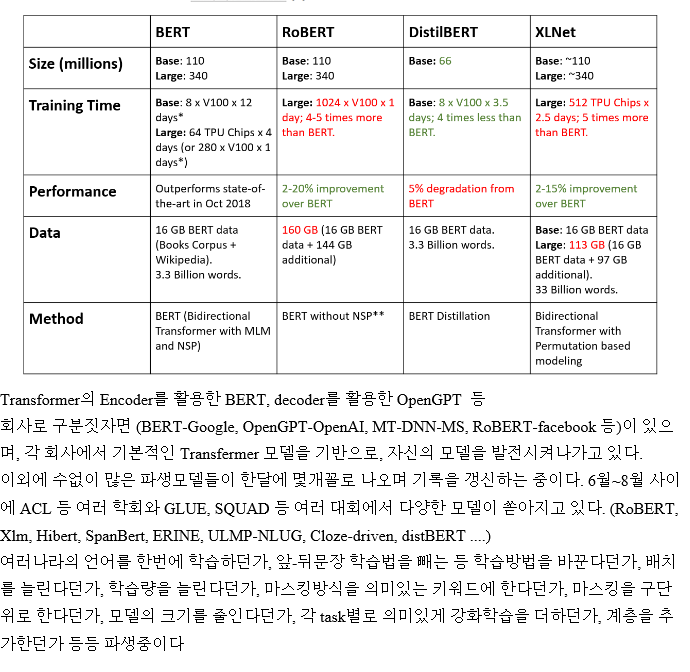 BERT RoBERT DistilBERT XLNet
Size (millions) Base: 110 Base: 110 Base: 66 Base: ~110
Large: 340 Large: 340 Large: ~340
Training Time Base: 8 x V100 x 12 Large: 1024 x V100 x 1 Base: 8 x V100 x 3.5 Large: 512 TPU Chips x
days* day; 4-5 times more days; 4 times less than 2.5 days; 5 times more
Large: 64 TPU Chips x 4 than BERT. BERT. than BERT.
days (or 280 x V100 x 1
days*)
Performance Outperforms state-of- 2-20% improvement 5% degradation from 2-15% improvement
the-art in Oct 2018 over BERT BERT over BERT
Data 16 GB BERT data 160 GB (16 GB BERT 16 GB BERT data. Base: 16 GB BERT data
(Books Corpus + data + 144 GB 3.3 Billion words. Large: 113 GB (16 GB
Wikipedia). additional) BERT data + 97 GB
3.3 Billion words. additional).
33 Billion words.
Method BERT (Bidirectional BERT without NSP** BERT Distillation Bidirectional
Transformer with MLM Transformer with
and NSP) Permutation based
modeling
Transformer의 Encoder를 활용한 BERT, decoder를 활용한 OpenGPT 등
회사로 구분짓자면 (BERT-Google, OpenGPT-OpenAI, MT-DNN-MS, RoBERT-facebook 등)이 있으
며, 각 회사에서 기본적인 Transfermer 모델을 기반으로, 자신의 모델을 발전시켜나가고 있다.
이외에 수없이 많은 파생모델들이 한달에 몇개꼴로 나오며 기록을 갱신하는 중이다. 6월~8월 사이
에 ACL 등 여러 학회와 GLUE, SQUAD 등 여러 대회에서 다양한 모델이 쏟아지고 있다. (RoBERT,
Xlm, Hibert, SpanBert, ERINE, ULMP-NLUG, Cloze-driven, distBERT ....)
여러나라의 언어를 한번에 학습하던가, 앞-뒤문장 학습법을 빼는 등 학습방법을 바꾼다던가, 배치
를 늘린다던가, 학습량을 늘린다던가, 마스킹방식을 의미있는 키워드에 한다던가, 마스킹을 구단
위로 한다던가, 모델의 크기를 줄인다던가, 각 task별로 의미있게 강화학습을 더하던가, 계층을 추
가한던가 등등 파생중이다